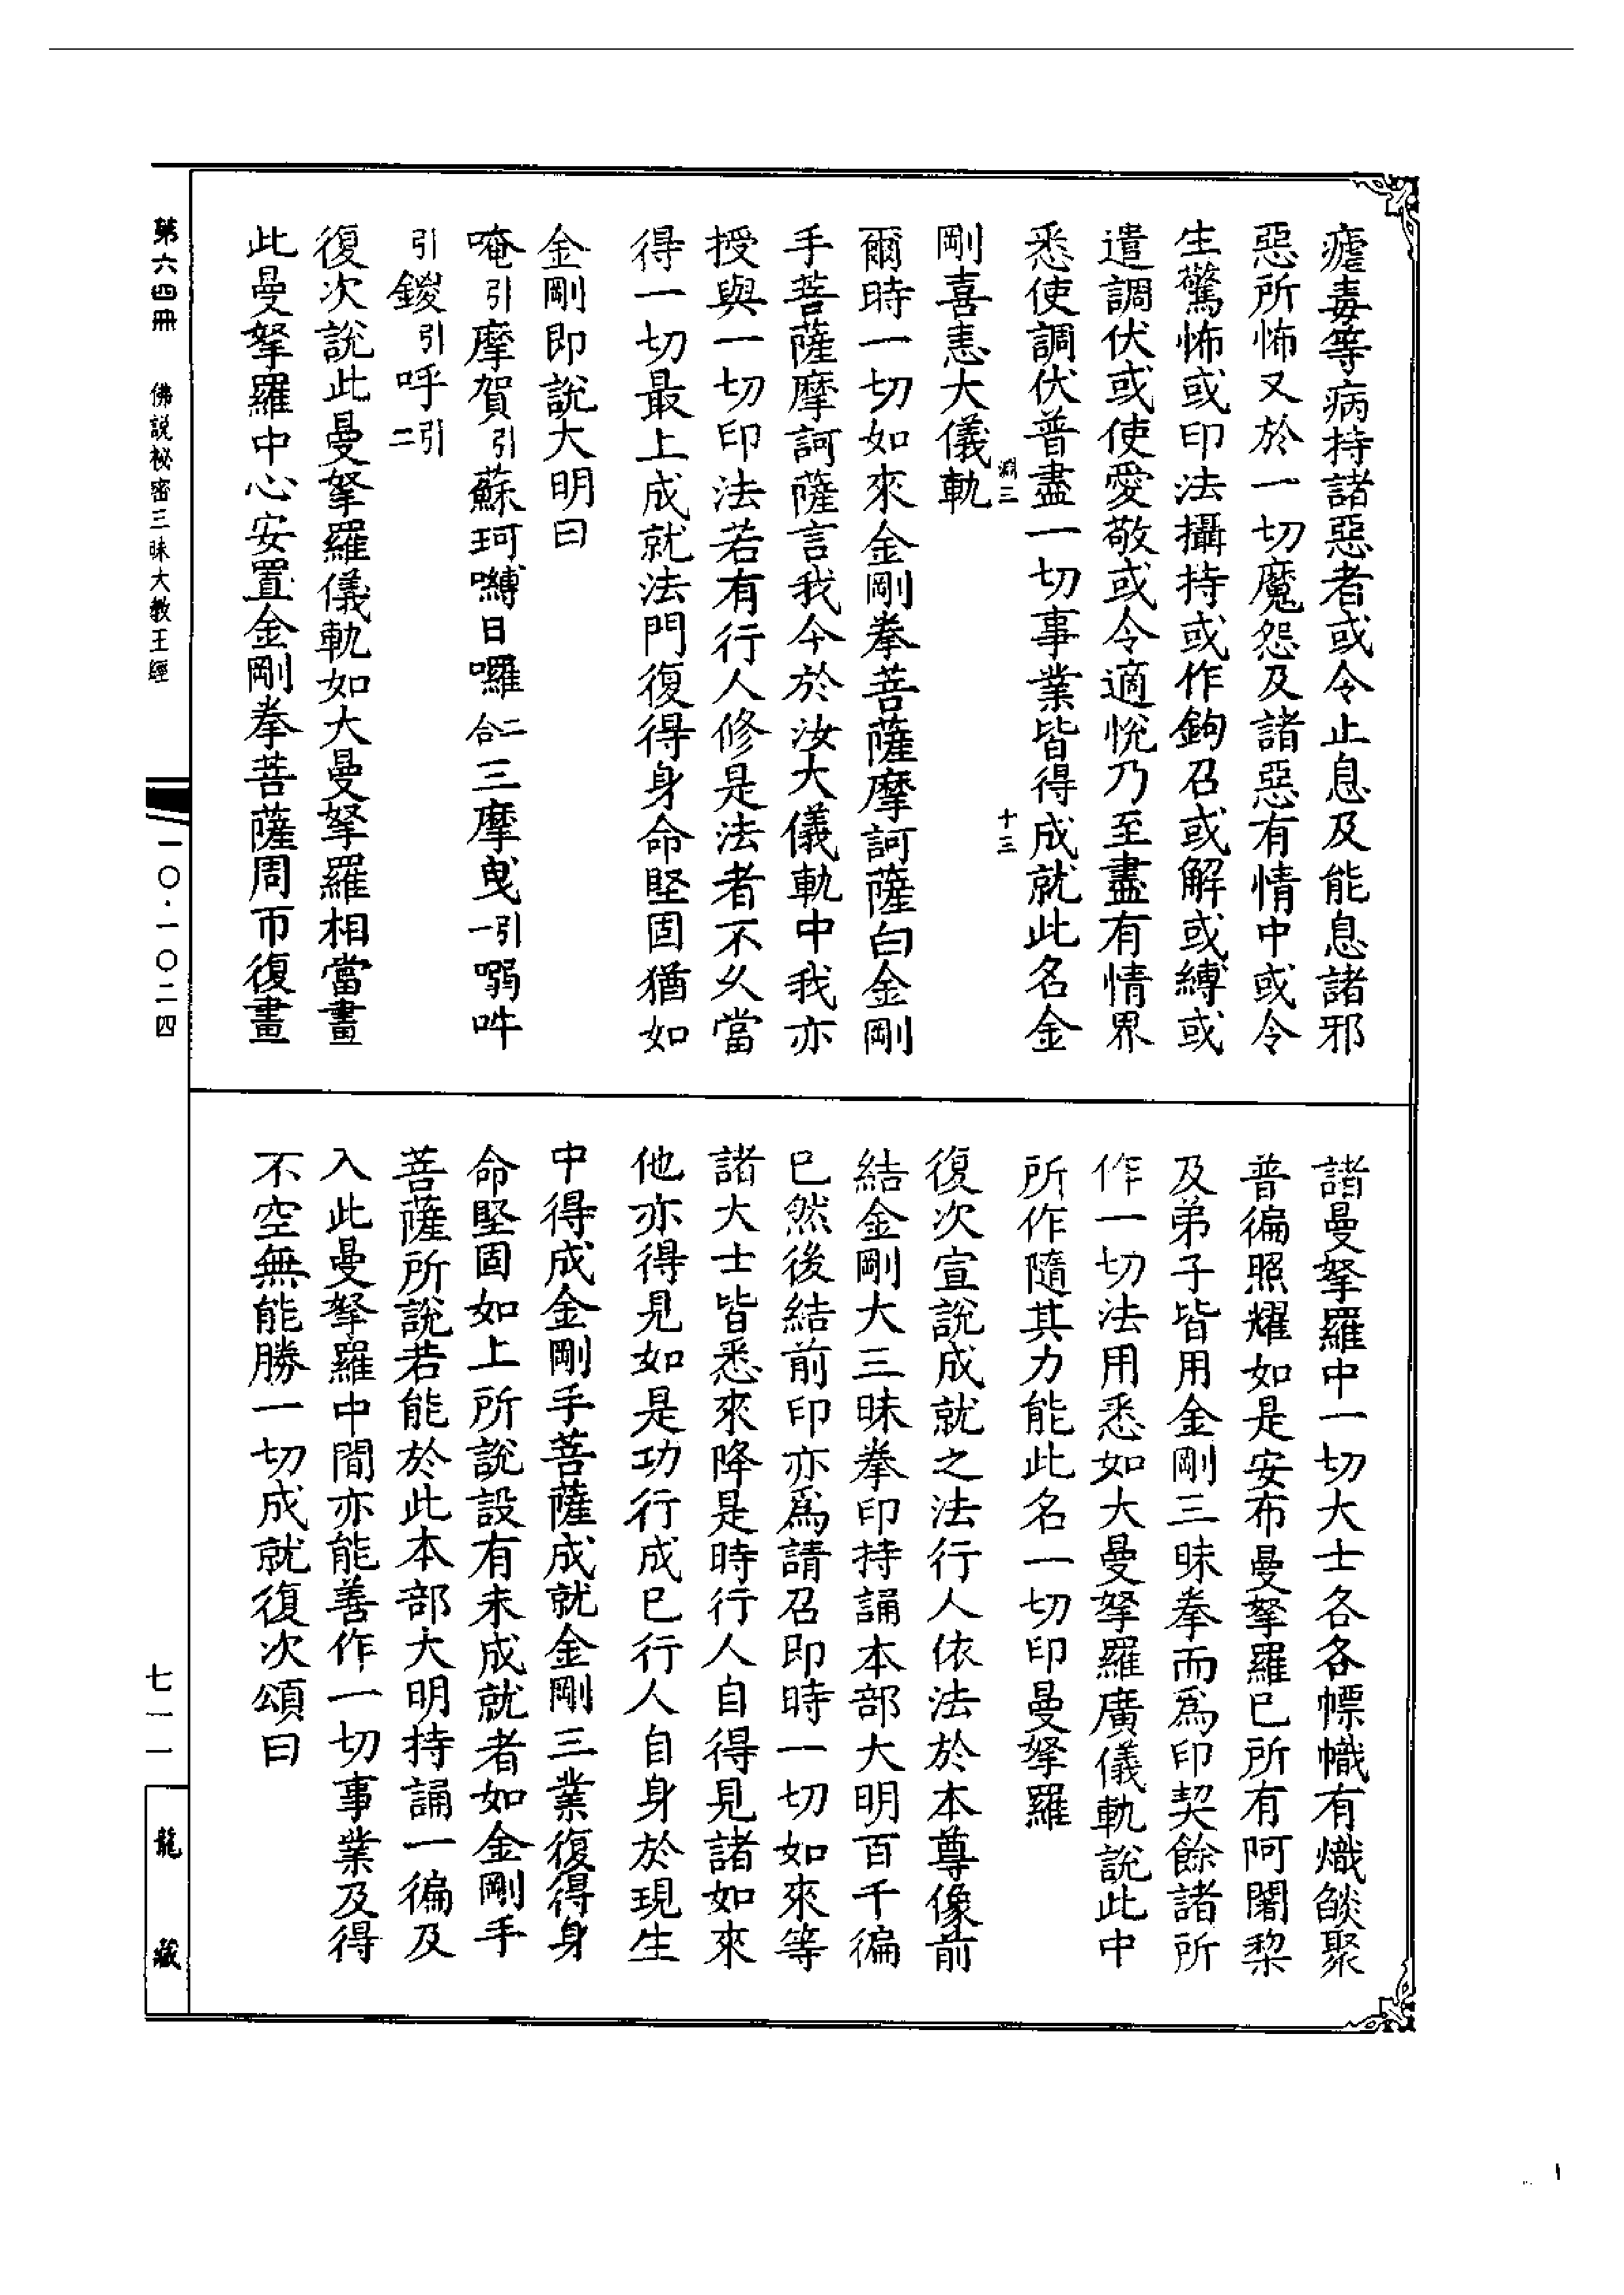 瘧毒等病持諸惡者或令止息及能息諸邪
惡所怖又於一切魔怨及諸惡有情中或令
生驚怖或印法攝持或作鉤召或解或縛或
遣調伏或使愛敬或令適悅乃至盡有情界
悉使調伏普盡一切事業皆得成就此名金
淵三 十三
剛喜恚大儀軌
爾時一切如來金剛拳菩薩摩訶薩白金剛
手菩薩摩訶薩言我今於汝大儀軌中我亦
授與一切印法若有行人修是法者不久當
得一切最上成就法門復得身命堅固猶如
金剛即說大明曰
唵引摩賀引蘇珂嚩日囉二合三摩曳引一嗍吽
引鑁引呼引二
復次說此曼拏羅儀軌如大曼拏羅相當畫
此曼拏羅中心安置金剛拳菩薩周帀復畫
諸曼拏羅中一切大士各各幖幟有熾燄聚
普徧照耀如是安布曼拏羅已所有阿闍棃
及弟子皆用金剛三昧拳而爲印契餘諸所
作一切法用悉如大曼拏羅廣儀軌說此中
所作隨其力能此名一切印曼拏羅
復次宣說成就之法行人依法於本尊像前
結金剛大三昧拳印持誦本部大明百千徧
已然後結前印亦爲請召即時一切如來等
諸大士皆悉來降是時行人自得見諸如來
他亦得見如是功行成已行人自身於現生
中得成金剛手菩薩成就金剛三業復得身
命堅固如上所說設有未成就者如金剛手
菩薩所說若能於此本部大明持誦一徧及
入此曼拏羅中間亦能善作一切事業及得
不空無能勝一切成就復次頌曰
第六四冊 佛說祕密三昧大教王經
一〇·一〇二四
七一一
龍藏